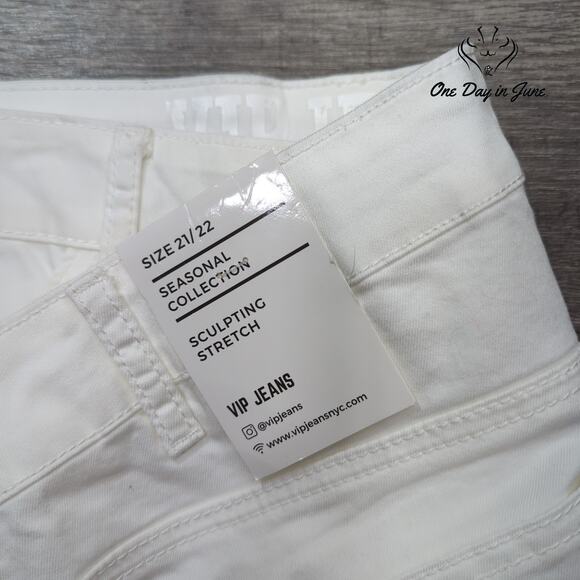 One Day in June
SIZE 21/22
SEASONAL
COLLECTION
SCULPTING
STRETCH
VIP JEANS
@vipjeans
www.vipjeansnyc.com